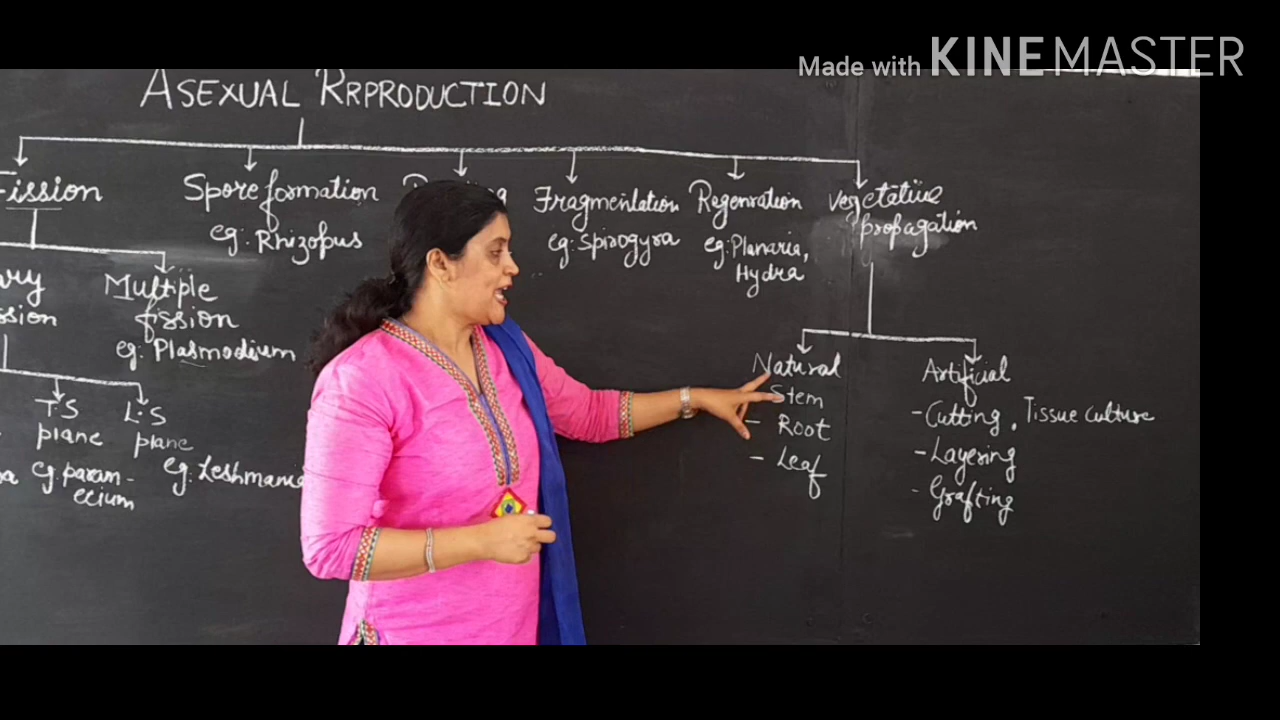 Made with KINEMASTER
ASEXUAL RRPRODUCTION
Fission
Spore formation
eg: Rhizopus
Fragmentation
eg: Spirogyra
Regenration
eg: Planaria,
Hydra
Vegetative
propagation
Multiple
fission
eg: Plasmodium
T.S
plane
eg. param-
ecium
L.S
plane
eg. Leshmania
Natural
Stem
- Root
- Leaf
Artificial
- Cutting . Tissue culture
- Layering
- Grafting